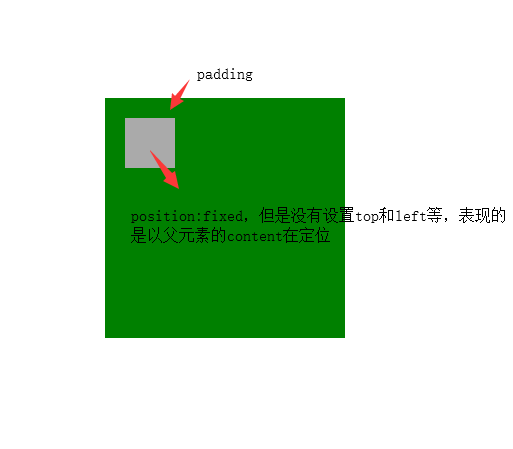 padding
position:fixed，但是没有设置top和left等，表现的
是以父元素的content在定位